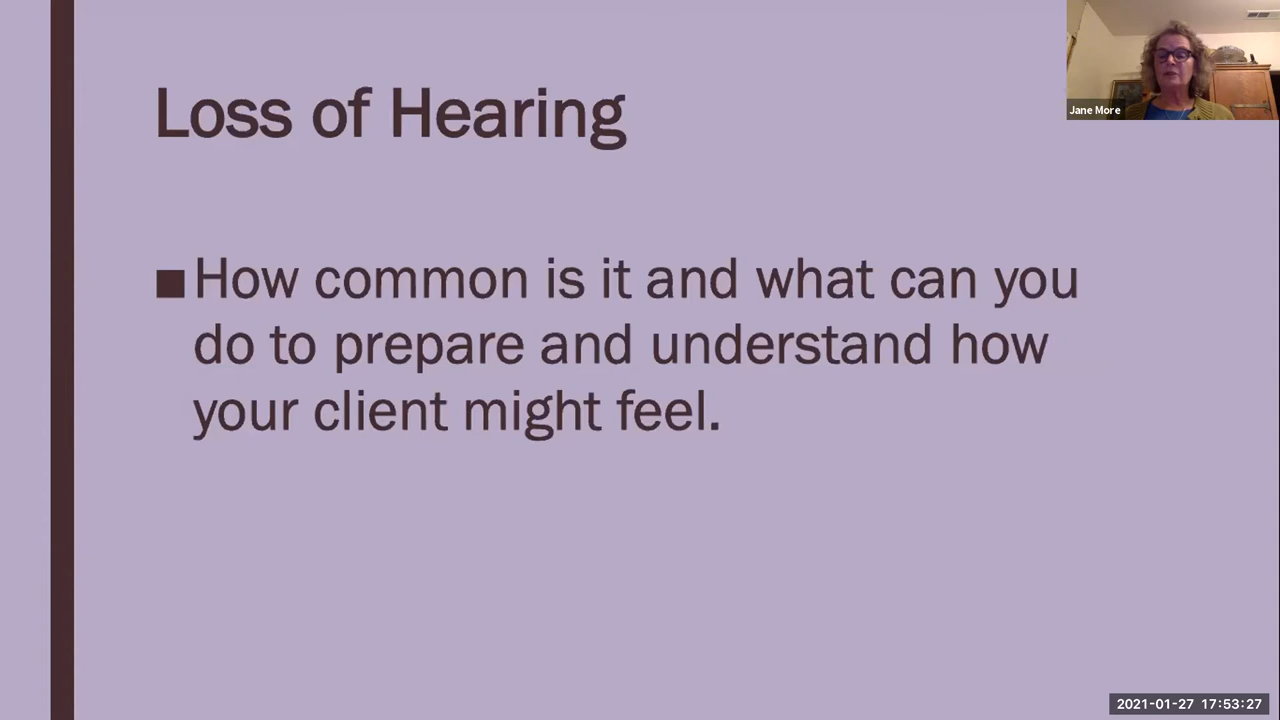 Loss of Hearing
■ How common is it and what can you
do to prepare and understand how
your client might feel.
Jane More
2021-01-27 17:53:27